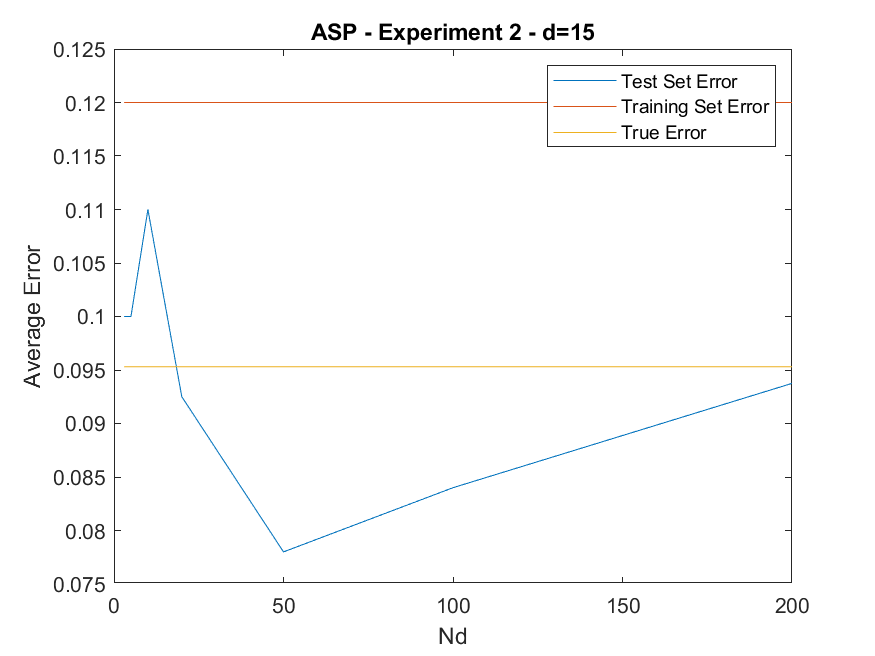 ASP - Experiment 2 - d=15
0.125
0.12
0.115
0.11
0.105
0.1
0.095
0.09
0.085
0.08
0.075
Average Error
Test Set Error
Training Set Error
True Error
0 50 100 150 200
Nd